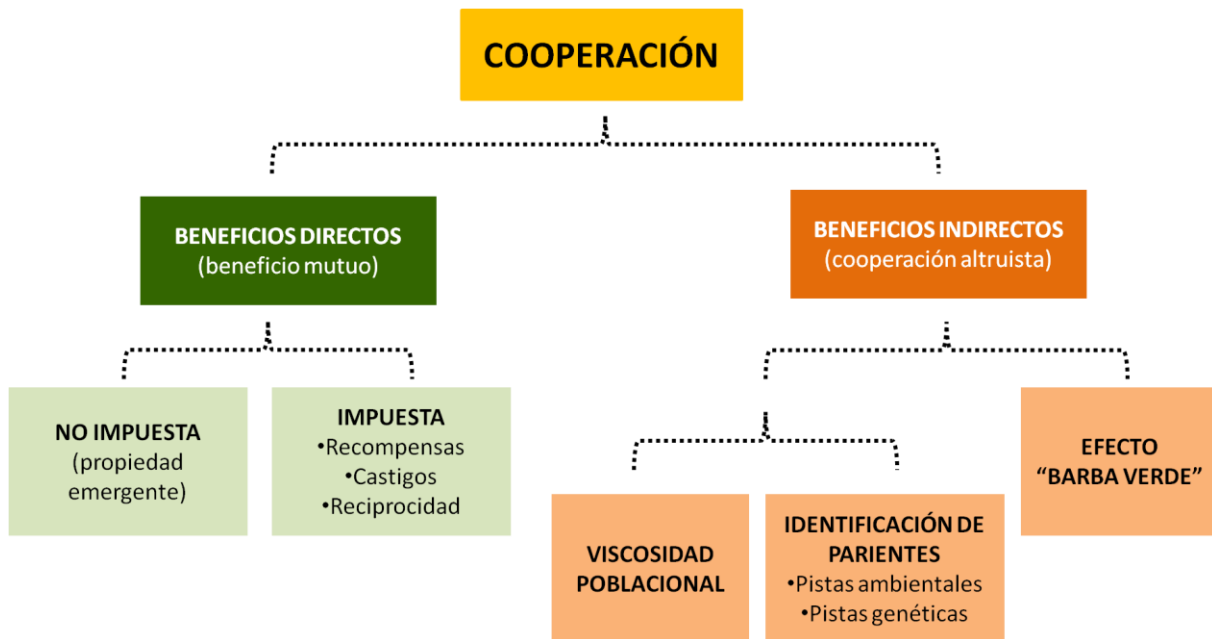 COOPERACIÓN
BENEFICIOS DIRECTOS
(beneficio mutuo)
BENEFICIOS INDIRECTOS
(cooperación altruista)
NO IMPUESTA
(propiedad
emergente)
IMPUESTA
•Recompensas
•Castigos
•Reciprocidad
EFECTO
“BARBA VERDE”
VISCOSIDAD
POBLACIONAL
IDENTIFICACIÓN DE
PARIENTES
•Pistas ambientales
•Pistas genéticas